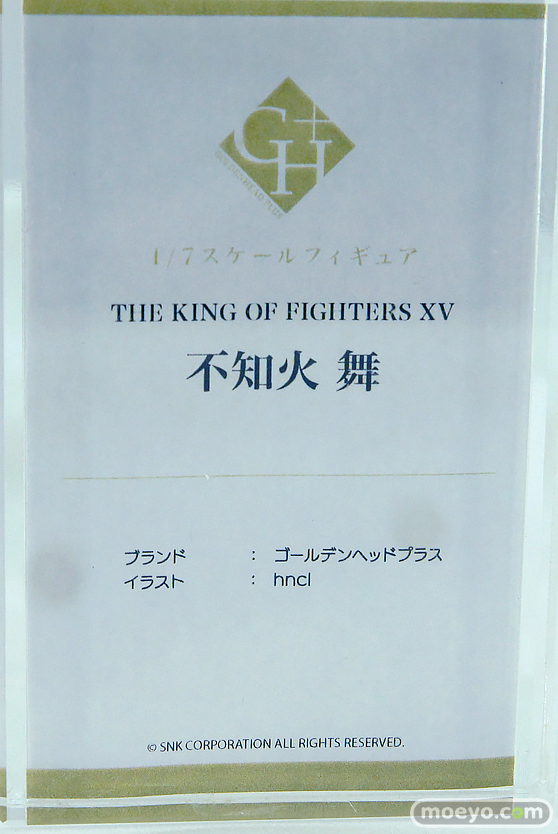 G+H
GOLDENHEAD PLUS
1/7スケールフィギュア
THE KING OF FIGHTERS XV
不知火 舞
ブランド : ゴールデンヘッドプラス
イラスト : hncl
© SNK CORPORATION ALL RIGHTS RESERVED.
moeyo.com